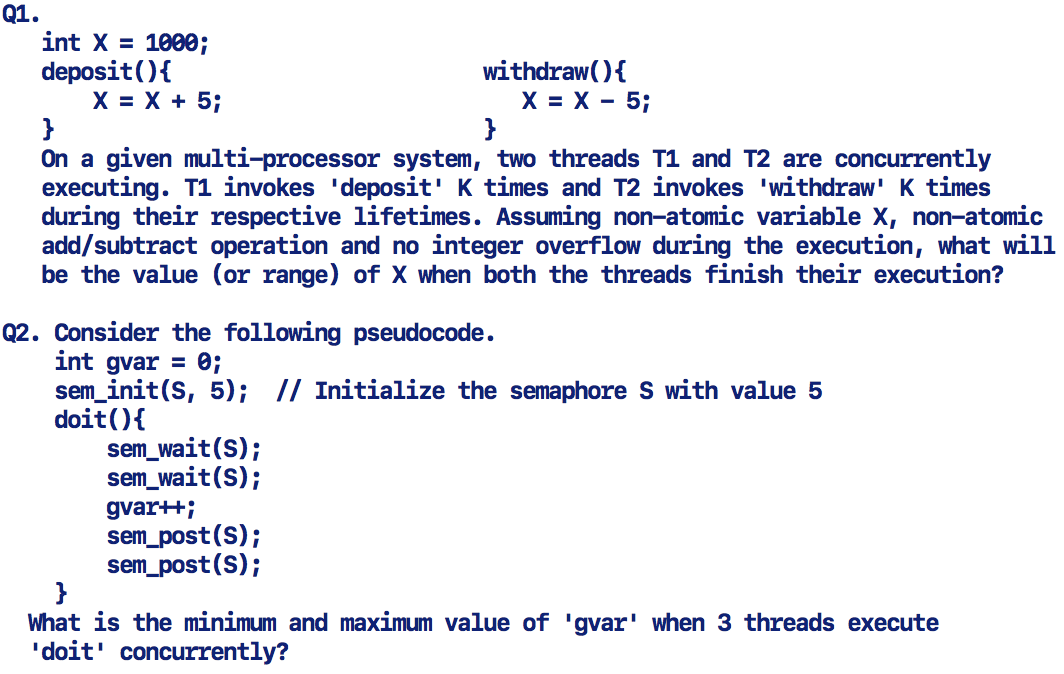 Q1.
int X = 1000;
deposit(){ withdraw(){
X = X + 5; X = X - 5;
} }
On a given multi-processor system, two threads T1 and T2 are concurrently
executing. T1 invokes 'deposit' K times and T2 invokes 'withdraw' K times
during their respective lifetimes. Assuming non-atomic variable X, non-atomic
add/subtract operation and no integer overflow during the execution, what will
be the value (or range) of X when both the threads finish their execution?
Q2. Consider the following pseudocode.
int gvar = 0;
sem_init(S, 5); // Initialize the semaphore S with value 5
doit(){
sem_wait(S);
sem_wait(S);
gvar++;
sem_post(S);
sem_post(S);
}
What is the minimum and maximum value of 'gvar' when 3 threads execute
'doit' concurrently?